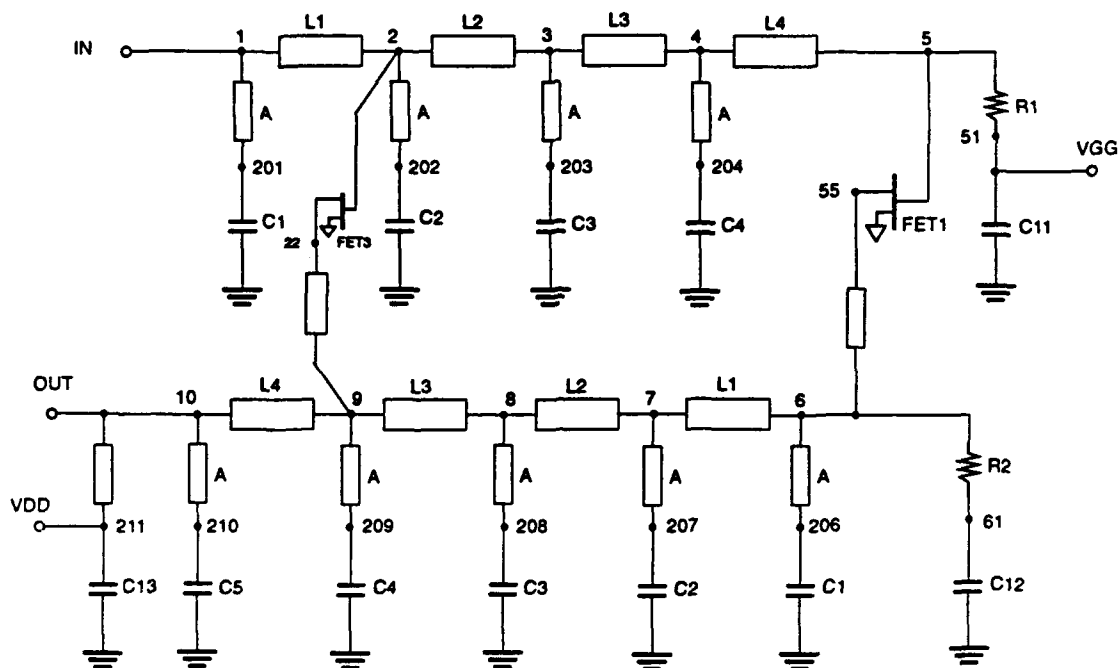 L1 L2 L3 L4
IN 1 2 3 4 5
A A A A R1
51
VGG
201 202 203 204
55
C1 C2 C3 C4 FET1 C11
22 FET3
OUT
10 L4 9 L3 8 L2 7 L1 6
A A A A A R2
VDD
211 210 209 208 207 206 61
C13 C5 C4 C3 C2 C1 C12